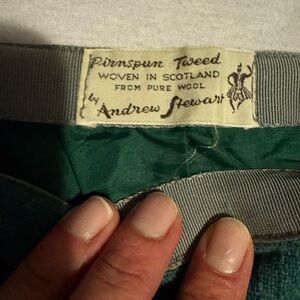 Pirnspun Tweed
WOVEN IN SCOTLAND
FROM PURE WOOL
by Andrew Stewart